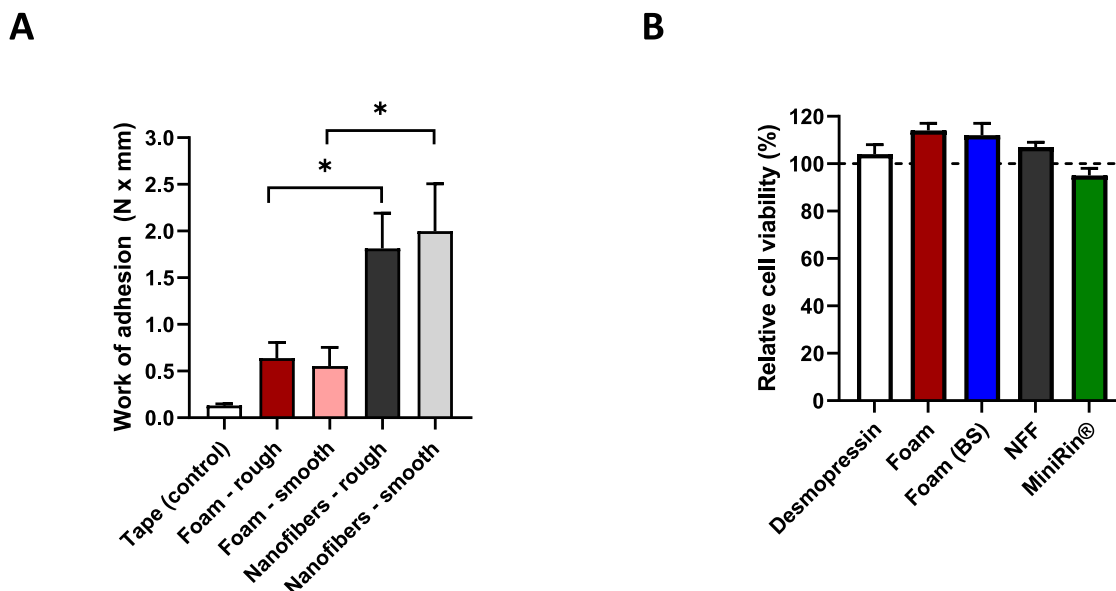 A
B
*
*
3.0
2.5
2.0
1.5
1.0
0.5
0.0
Work of adhesion (N x mm)
Tape (control)
Foam - rough
Foam - smooth
Nanofibers - rough
Nanofibers - smooth
120
100
80
60
40
20
0
Relative cell viability (%)
Desmopressin
Foam
Foam (BS)
NFF
MiniRin®